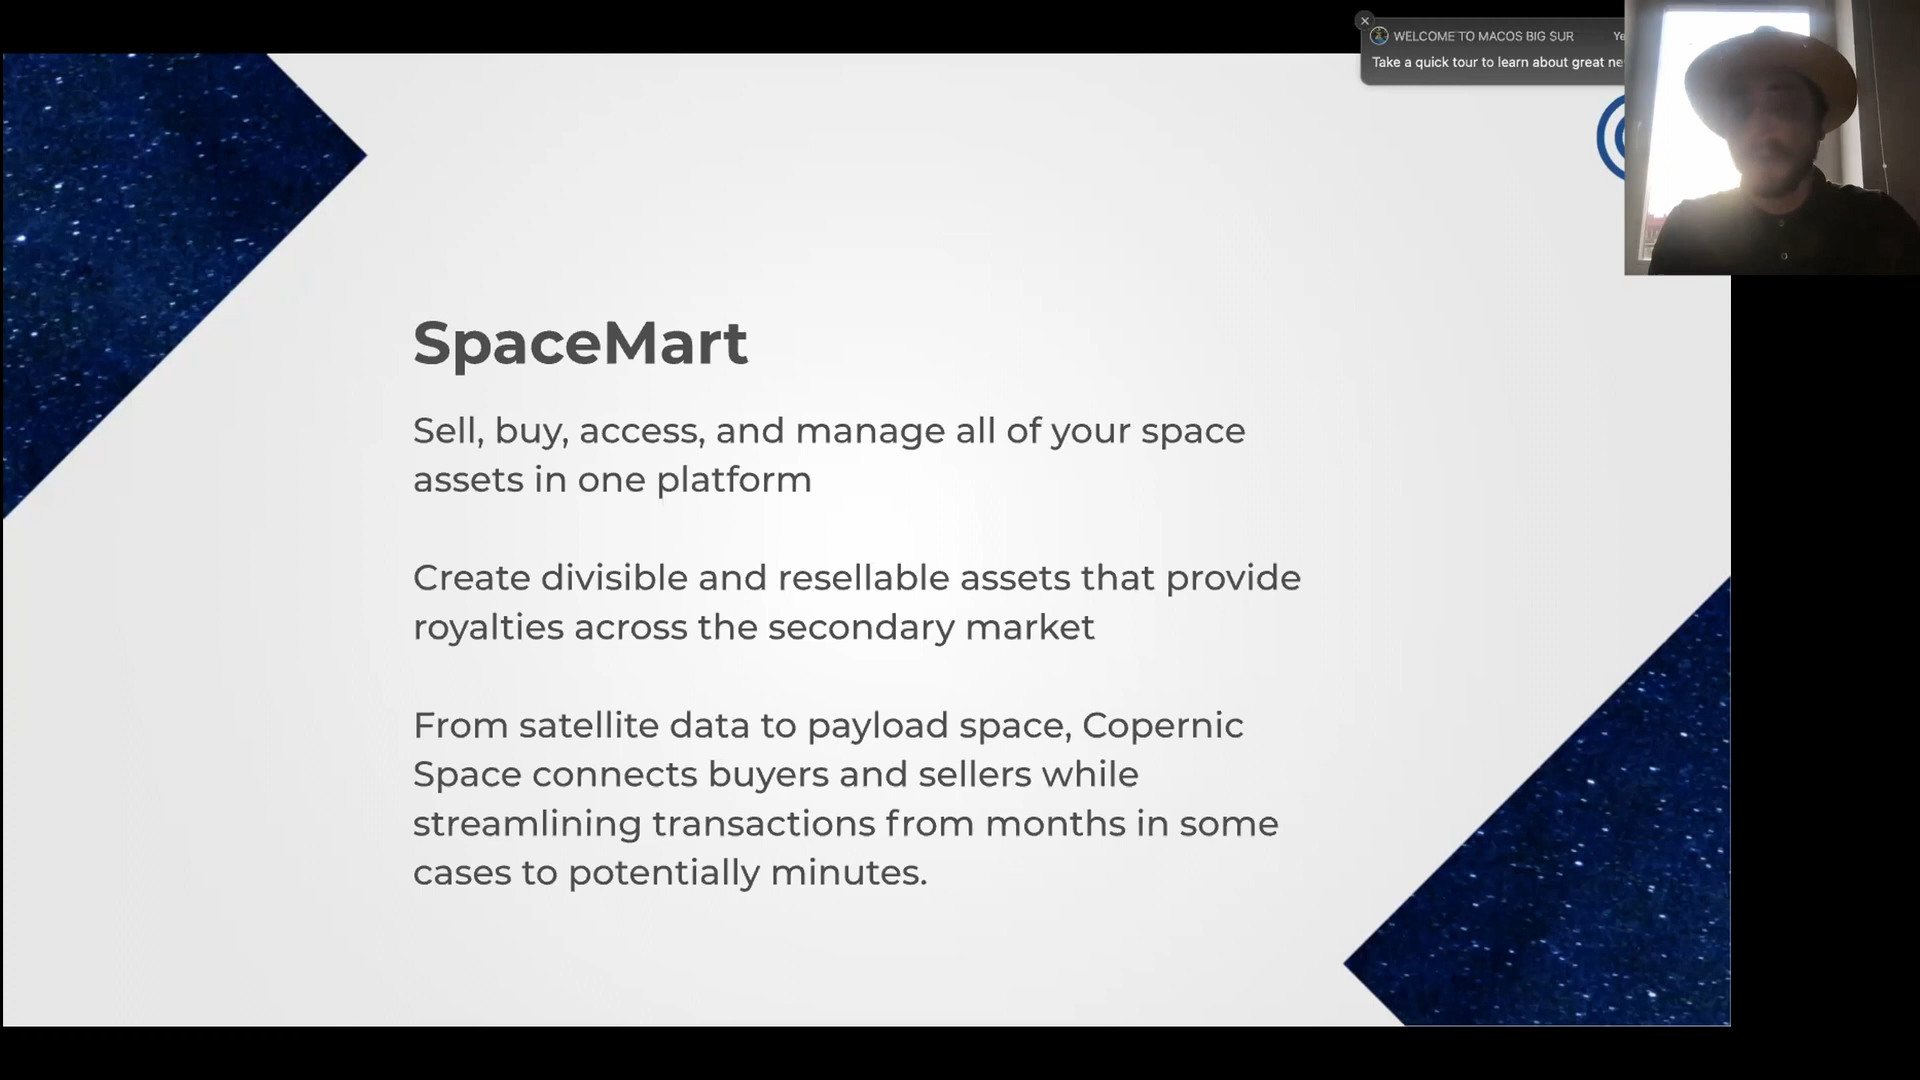 WELCOME TO MACOS BIG SUR
Take a quick tour to learn about great
SpaceMart
Sell, buy, access, and manage all of your space
assets in one platform
Create divisible and resellable assets that provide
royalties across the secondary market
From satellite data to payload space, Copernic
Space connects buyers and sellers while
streamlining transactions from months in some
cases to potentially minutes.